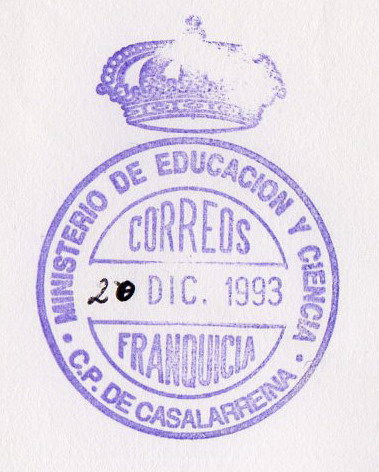 MINISTERIO DE EDUCACION Y CIENCIA
CORREOS
20 DIC. 1993
FRANQUICIA
· C.P. DE CASALARREINA ·